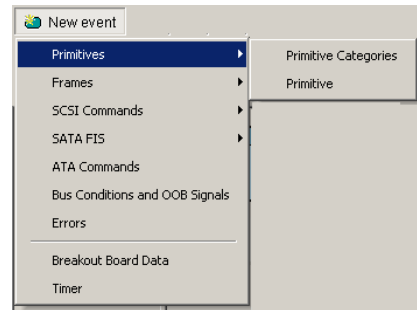 New event
Primitives
Primitive Categories
Frames
Primitive
SCSI Commands
SATA FIS
ATA Commands
Bus Conditions and OOB Signals
Errors
Breakout Board Data
Timer